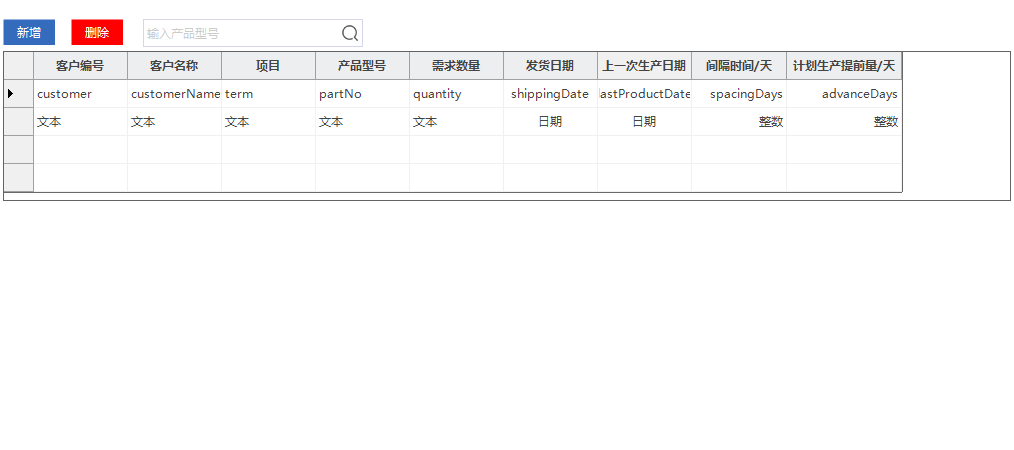 新增 删除 输入产品型号
客户编号 客户名称 项目 产品型号 需求数量 发货日期 上一次生产日期 间隔时间/天 计划生产提前量/天
customer customerName term partNo quantity shippingDate lastProductDate spacingDays advanceDays
文本 文本 文本 文本 文本 日期 日期 整数 整数